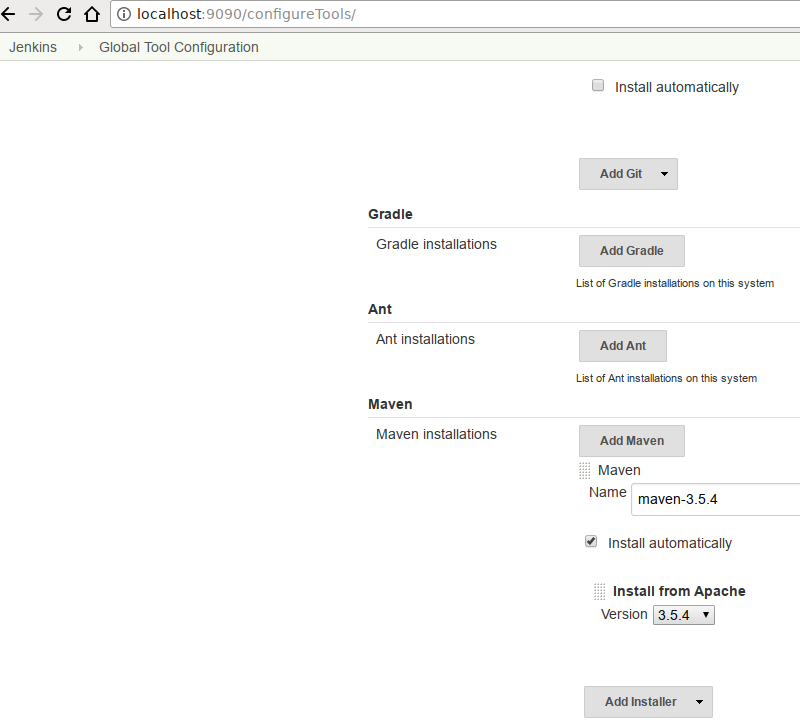 localhost:9090/configureTools/
Jenkins Global Tool Configuration
Install automatically
Add Git
Gradle
Gradle installations
Add Gradle
List of Gradle installations on this system
Ant
Ant installations
Add Ant
List of Ant installations on this system
Maven
Maven installations
Add Maven
Maven
Name maven-3.5.4
Install automatically
Install from Apache
Version 3.5.4
Add Installer